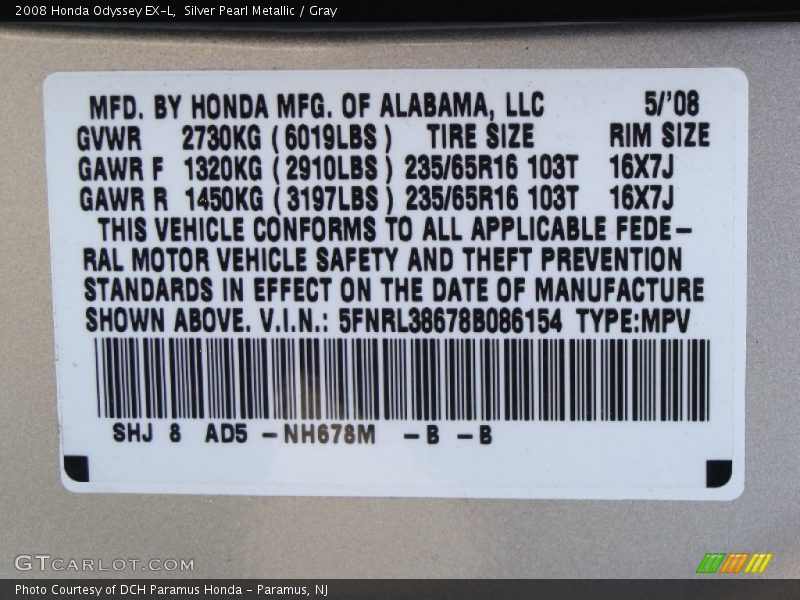 2008 Honda Odyssey EX-L, Silver Pearl Metallic / Gray
MFD. BY HONDA MFG. OF ALABAMA, LLC 5/'08
GVWR 2730KG ( 6019LBS ) TIRE SIZE RIM SIZE
GAWR F 1320KG ( 2910LBS ) 235/65R16 103T 16X7J
GAWR R 1450KG ( 3197LBS ) 235/65R16 103T 16X7J
THIS VEHICLE CONFORMS TO ALL APPLICABLE FEDE-
RAL MOTOR VEHICLE SAFETY AND THEFT PREVENTION
STANDARDS IN EFFECT ON THE DATE OF MANUFACTURE
SHOWN ABOVE. V.I.N.: 5FNRL38678B086154 TYPE:MPV
SHJ 8 AD5 -NH678M -B -B
GTCARLOT.COM
Photo Courtesy of DCH Paramus Honda - Paramus, NJ